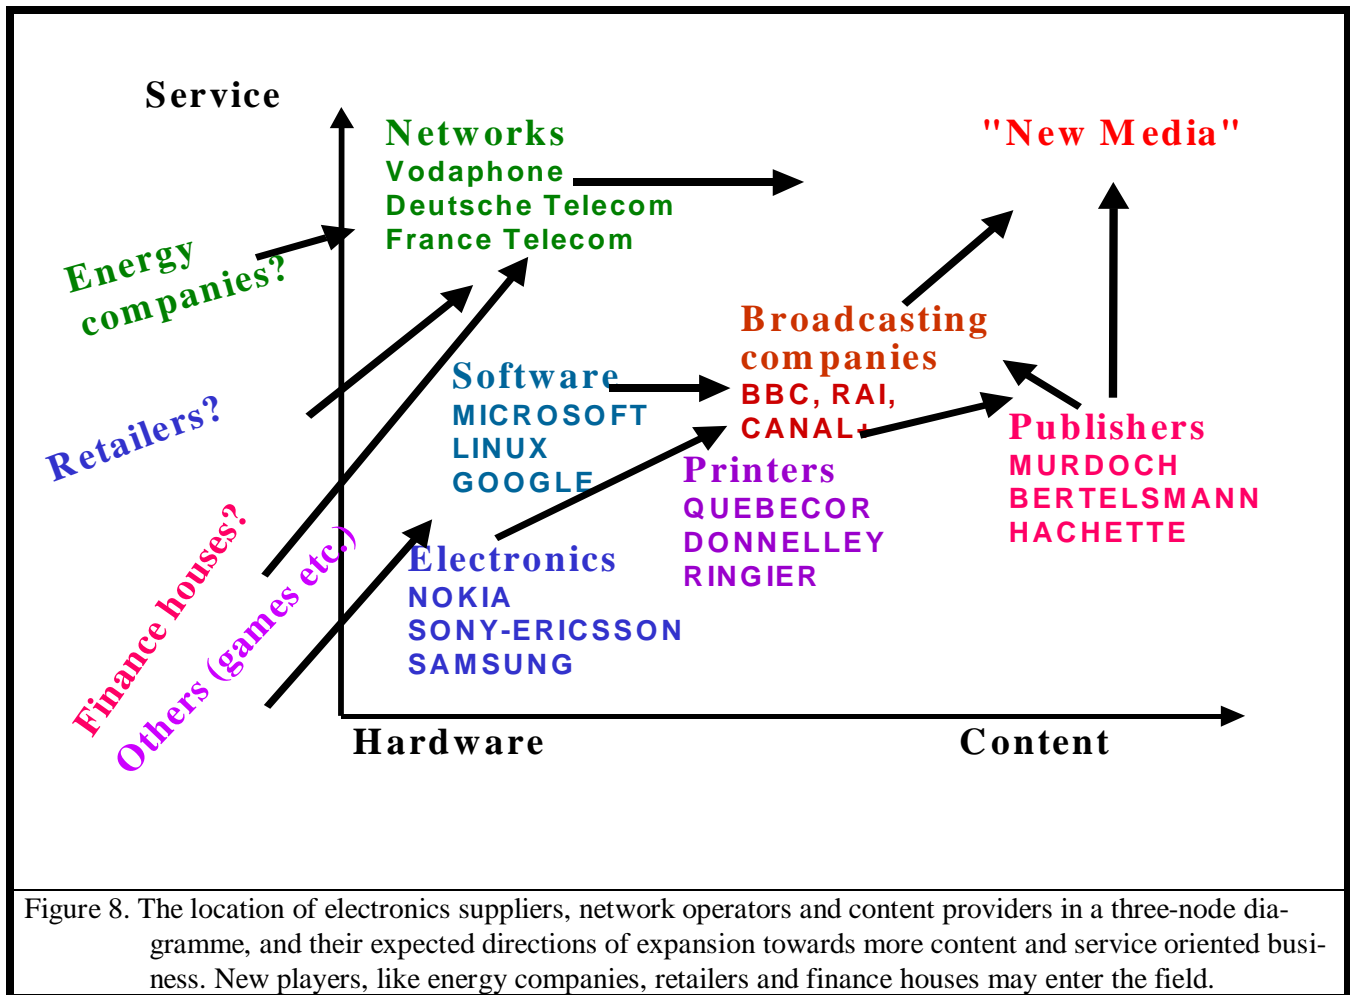 Service
Networks
Vodaphone
Deutsche Telecom
France Telecom
"New Media"
Energy
companies?
Retailers?
Finance houses?
Others (games etc.)
Software
MICROSOFT
LINUX
GOOGLE
Broadcasting
companies
BBC, RAI,
CANAL+
Printers
QUEBECOR
DONNELLEY
RINGIER
Publishers
MURDOCH
BERTELSMANN
HACHETTE
Electronics
NOKIA
SONY-ERICSSON
SAMSUNG
Hardware
Content
Figure 8. The location of electronics suppliers, network operators and content providers in a three-node dia-
gramme, and their expected directions of expansion towards more content and service oriented busi-
ness. New players, like energy companies, retailers and finance houses may enter the field.